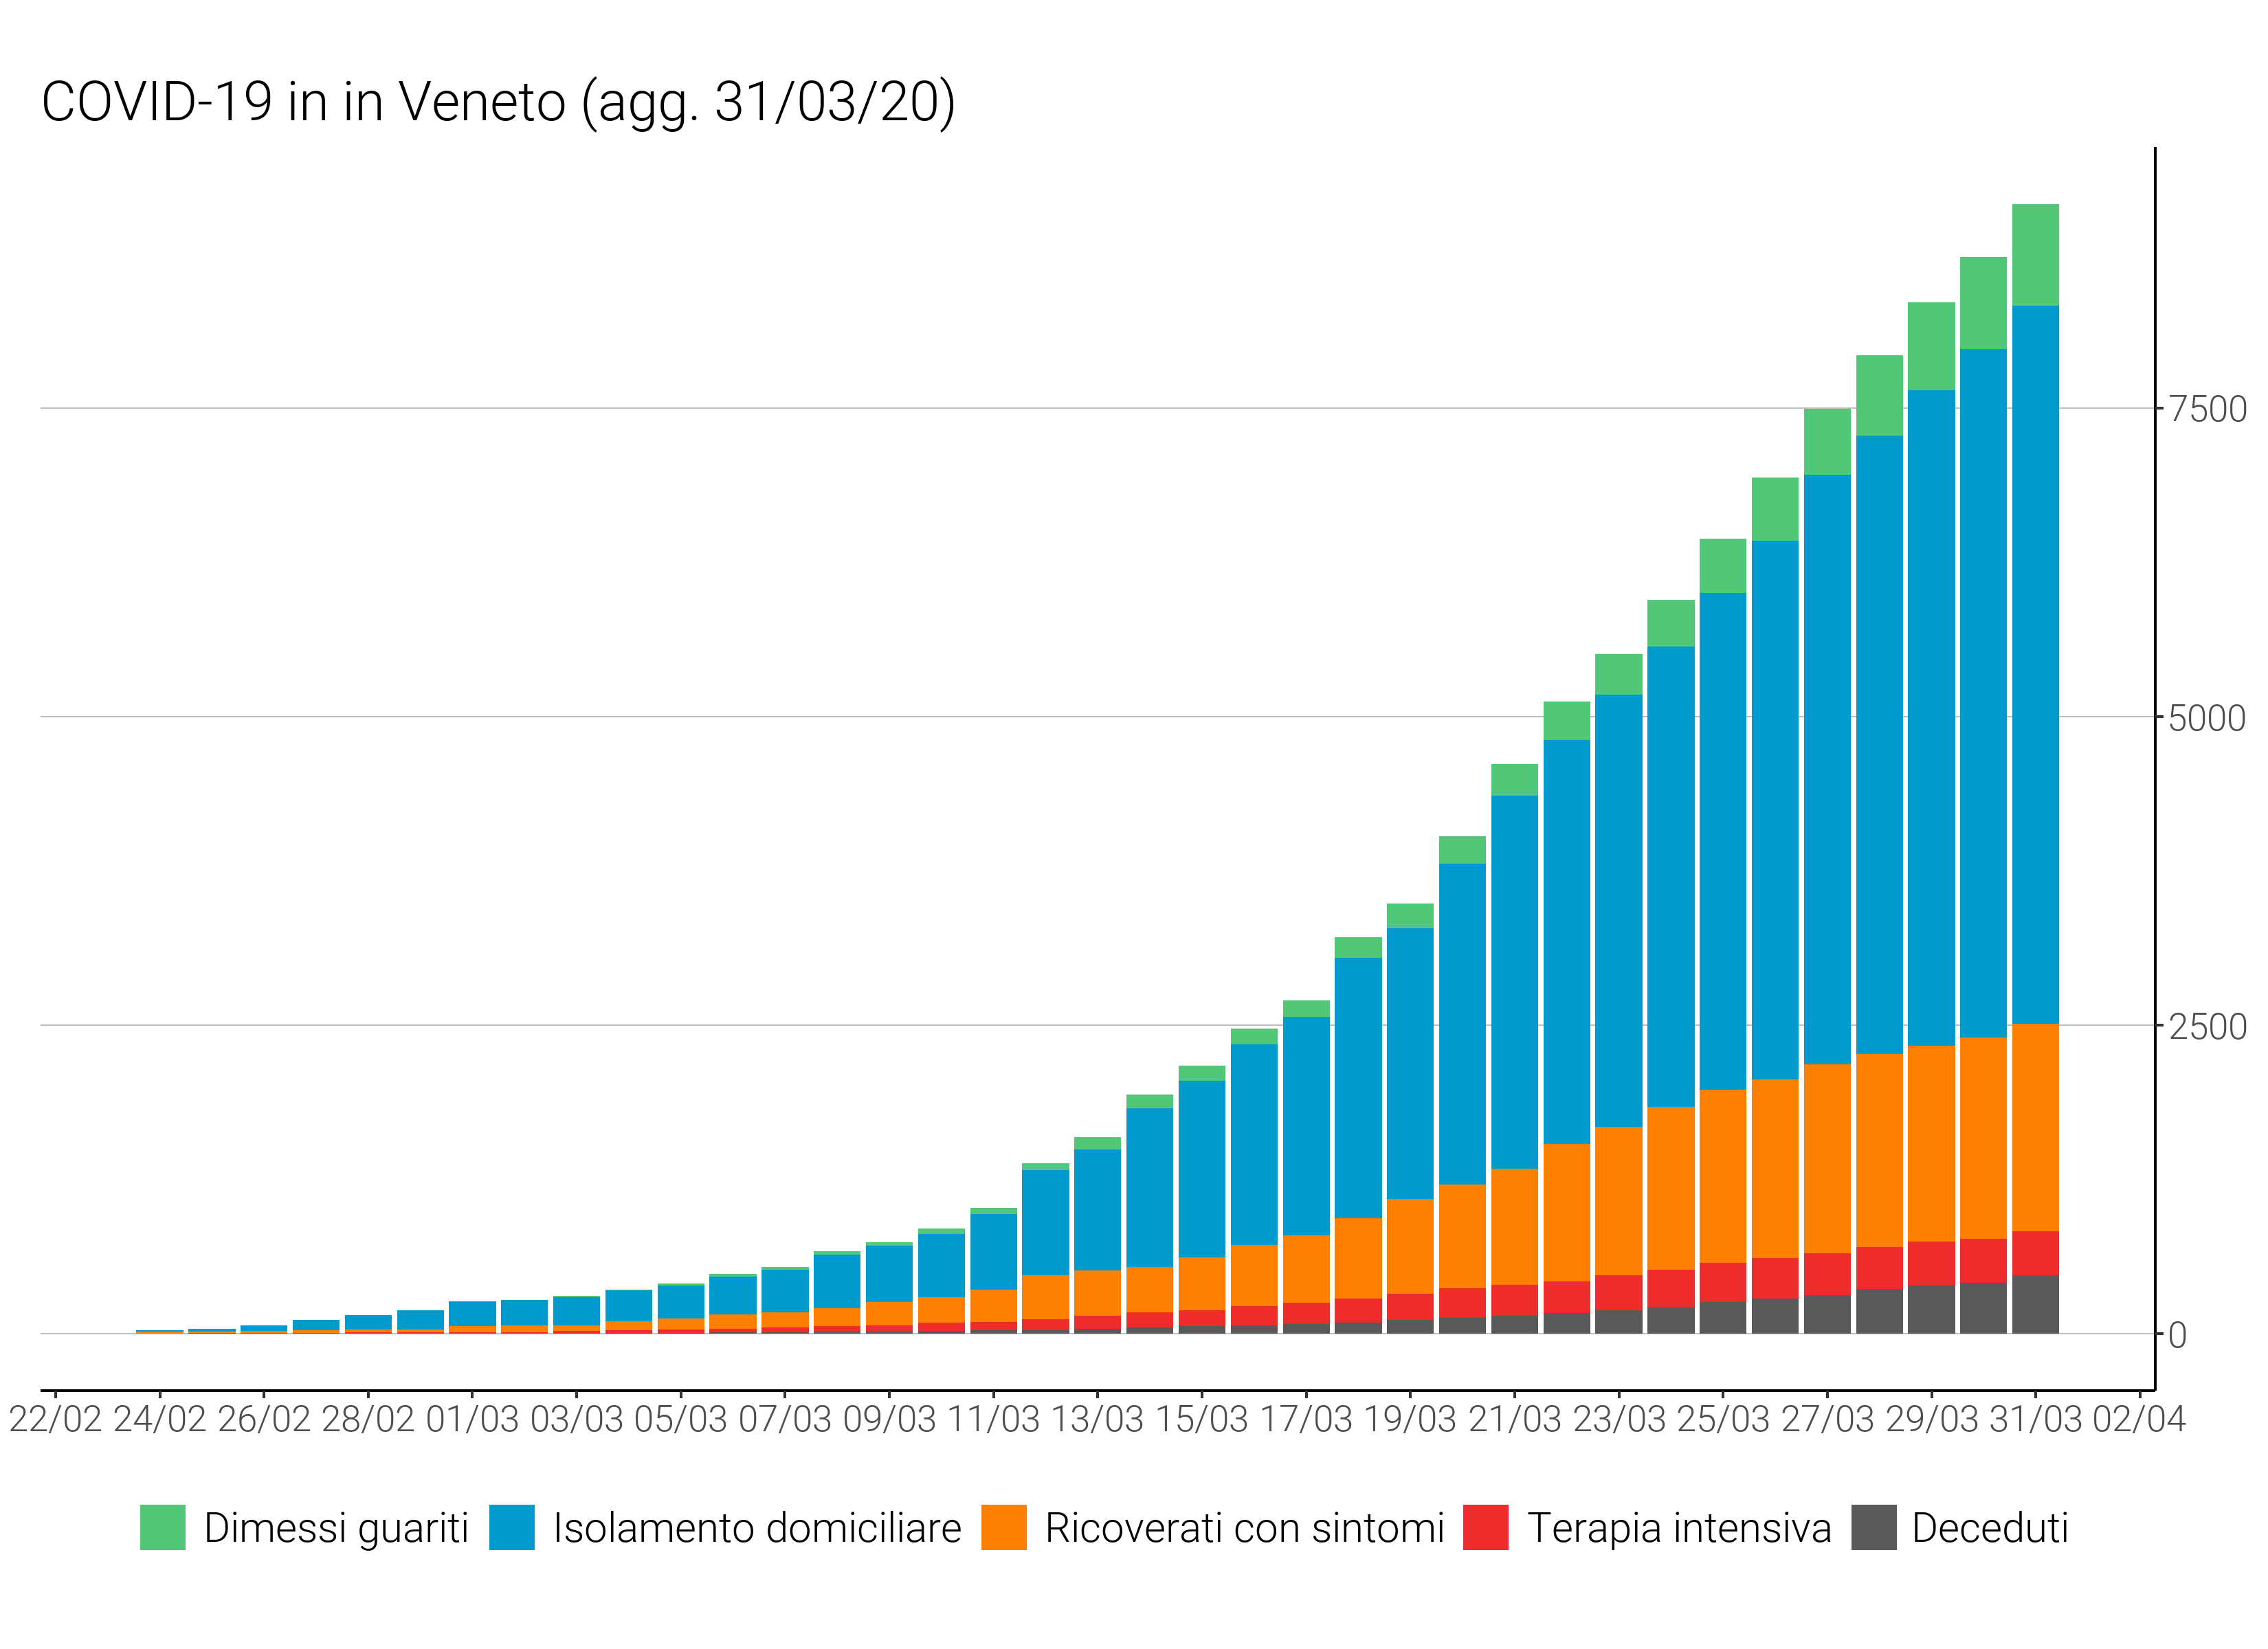 COVID-19 in in Veneto (agg. 31/03/20)
7500
5000
2500
0
22/02 24/02 26/02 28/02 01/03 03/03 05/03 07/03 09/03 11/03 13/03 15/03 17/03 19/03 21/03 23/03 25/03 27/03 29/03 31/03 02/04
Dimessi guariti Isolamento domiciliare Ricoverati con sintomi Terapia intensiva Deceduti